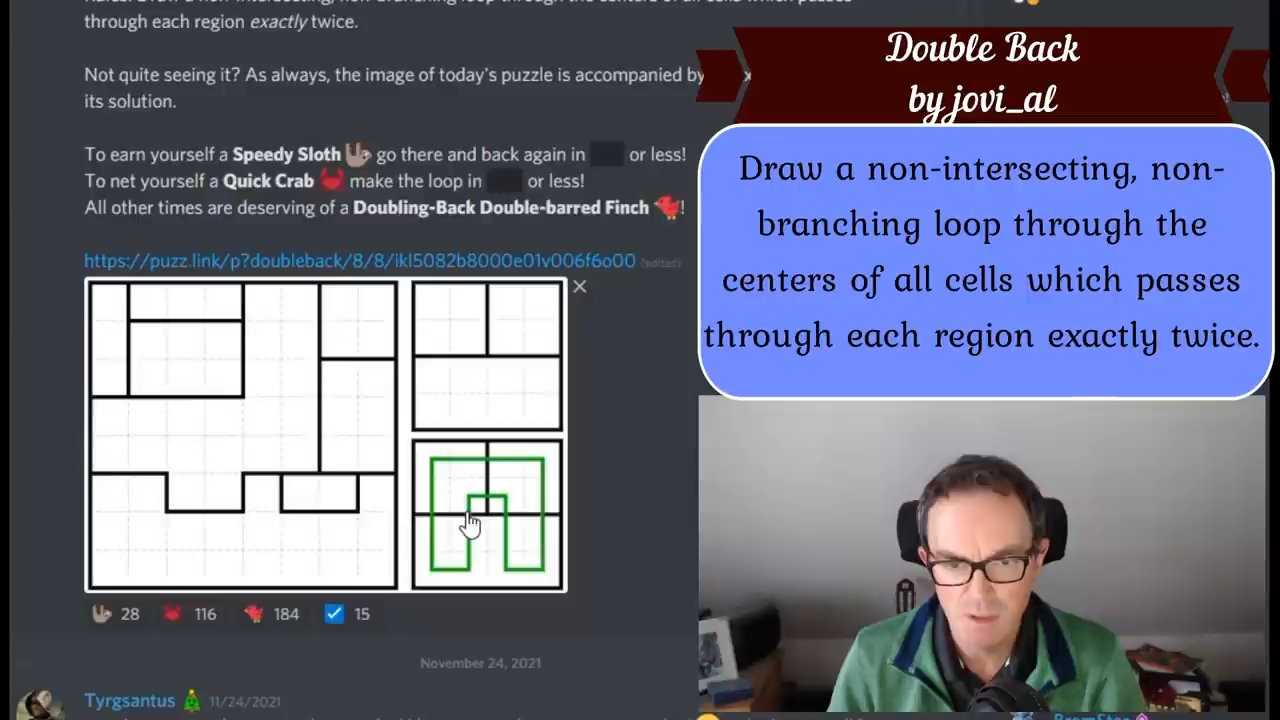 through each region exactly twice.
Not quite seeing it? As always, the image of today's puzzle is accompanied by
its solution.
To earn yourself a Speedy Sloth 🦥 go there and back again in or less!
To net yourself a Quick Crab 🦀 make the loop in or less!
All other times are deserving of a Doubling-Back Double-barred Finch !
https://puzz.link/p?doubleback/8/8/ikl5082b8000e01v006f6o00 (edited)
28 116 184 15
November 24, 2021
Tyrgsantus 🎄 11/24/2021
Double Back
by jovi_al
Draw a non-intersecting, non-
branching loop through the
centers of all cells which passes
through each region exactly twice.